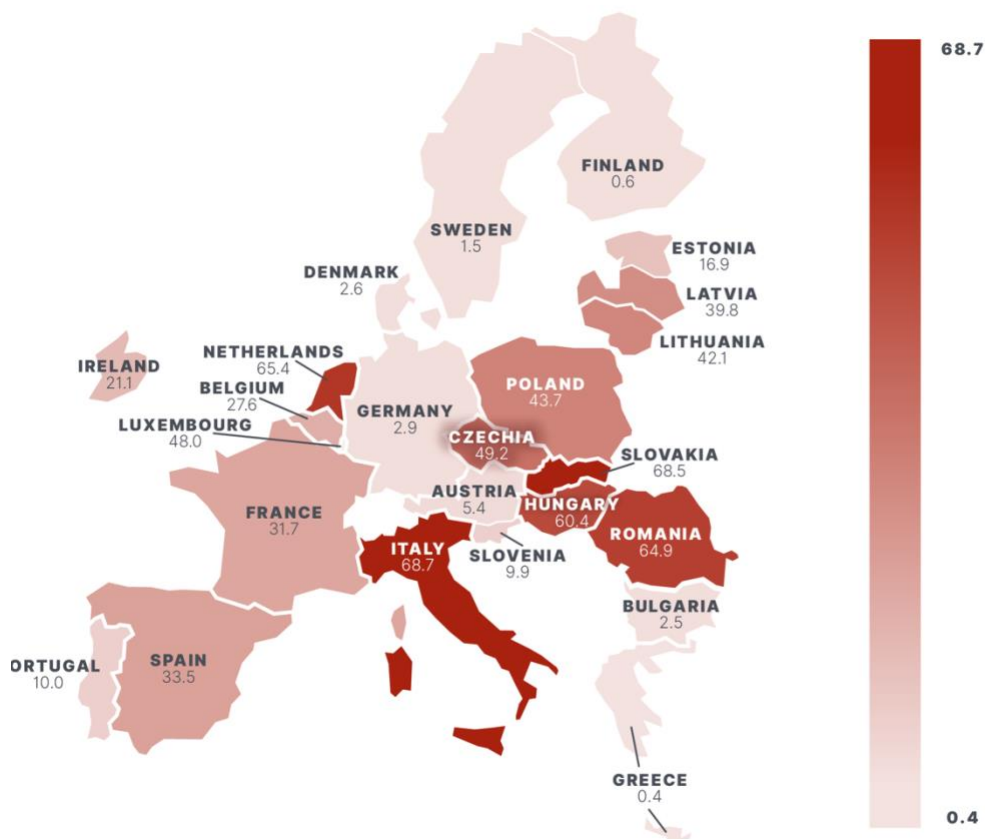 68.7
FINLAND
0.6
SWEDEN
1.5
ESTONIA
16.9
DENMARK
2.6
LATVIA
39.8
LITHUANIA
42.1
NETHERLANDS
65.4
IRELAND
21.1
BELGIUM
27.6
POLAND
43.7
GERMANY
2.9
LUXEMBOURG
48.0
CZECHIA
49.2
SLOVAKIA
68.5
AUSTRIA
5.4
HUNGARY
60.4
FRANCE
31.7
ROMANIA
64.9
ITALY
68.7
SLOVENIA
9.9
BULGARIA
2.5
ORTUGAL
10.0
SPAIN
33.5
GREECE
0.4
0.4